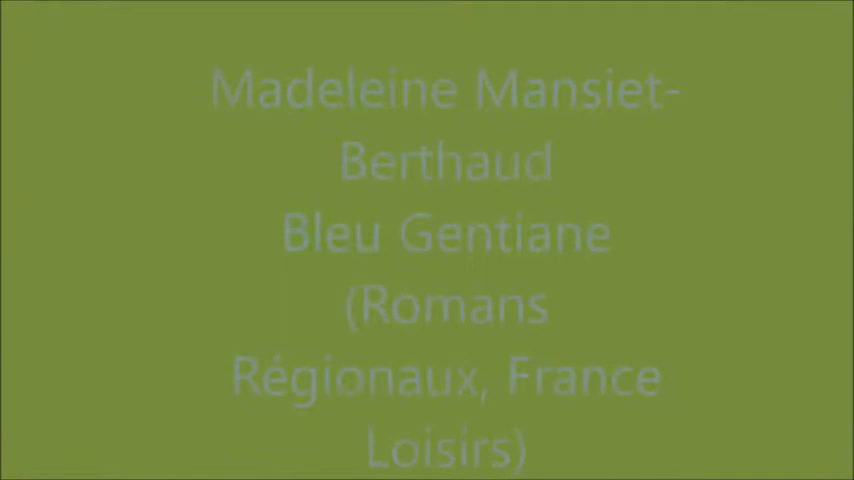 Madeleine Mansiet-
Berthaud
Bleu Gentiane
(Romans
Régionaux, France
Loisirs)